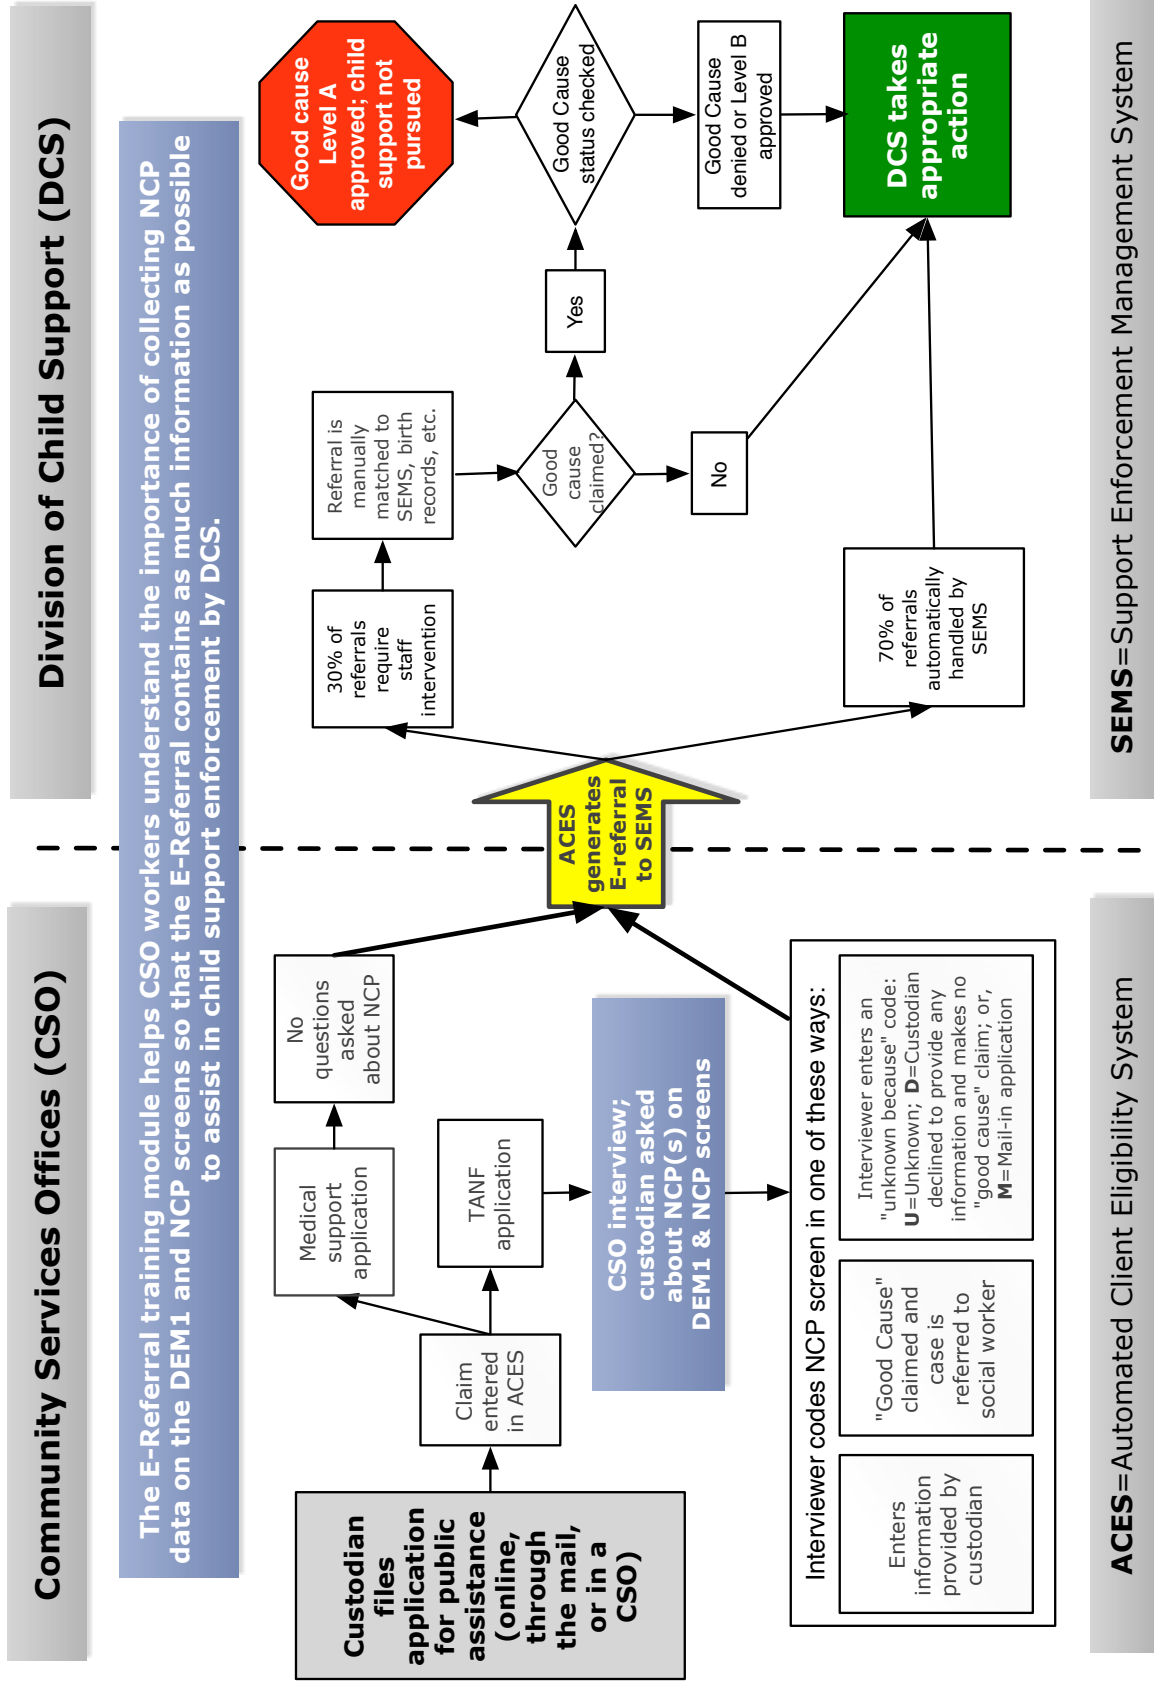 Community Services Offices (CSO)
Division of Child Support (DCS)
The E-Referral training module helps CSO workers understand the importance of collecting NCP
data on the DEM1 and NCP screens so that the E-Referral contains as much information as possible
to assist in child support enforcement by DCS.
Custodian
files
application
for public
assistance
(online,
through
the mail,
or in a
CSO)
Claim
entered
in ACES
Medical
support
application
No
questions
asked
about NCP
TANF
application
CSO interview;
custodian asked
about NCP(s) on
DEM1 & NCP screens
Interviewer codes NCP screen in one of these ways:
Enters
information
provided by
custodian
"Good Cause"
claimed and
case is
referred to
social worker
Interviewer enters an
"unknown because" code:
U=Unknown; D=Custodian
declined to provide any
information and makes no
"good cause" claim; or,
M=Mail-in application
ACES
generates
E-referral
to SEMS
30% of
referrals
require
staff
intervention
Referral is
manually
matched to
SEMS, birth
records, etc.
Good
cause
claimed?
Yes
No
Good Cause
status checked
Good cause
Level A
approved; child
support not
pursued
Good Cause
denied or Level B
approved
70% of
referrals
automatically
handled by
SEMS
DCS takes
appropriate
action
ACES=Automated Client Eligibility System
SEMS=Support Enforcement Management System